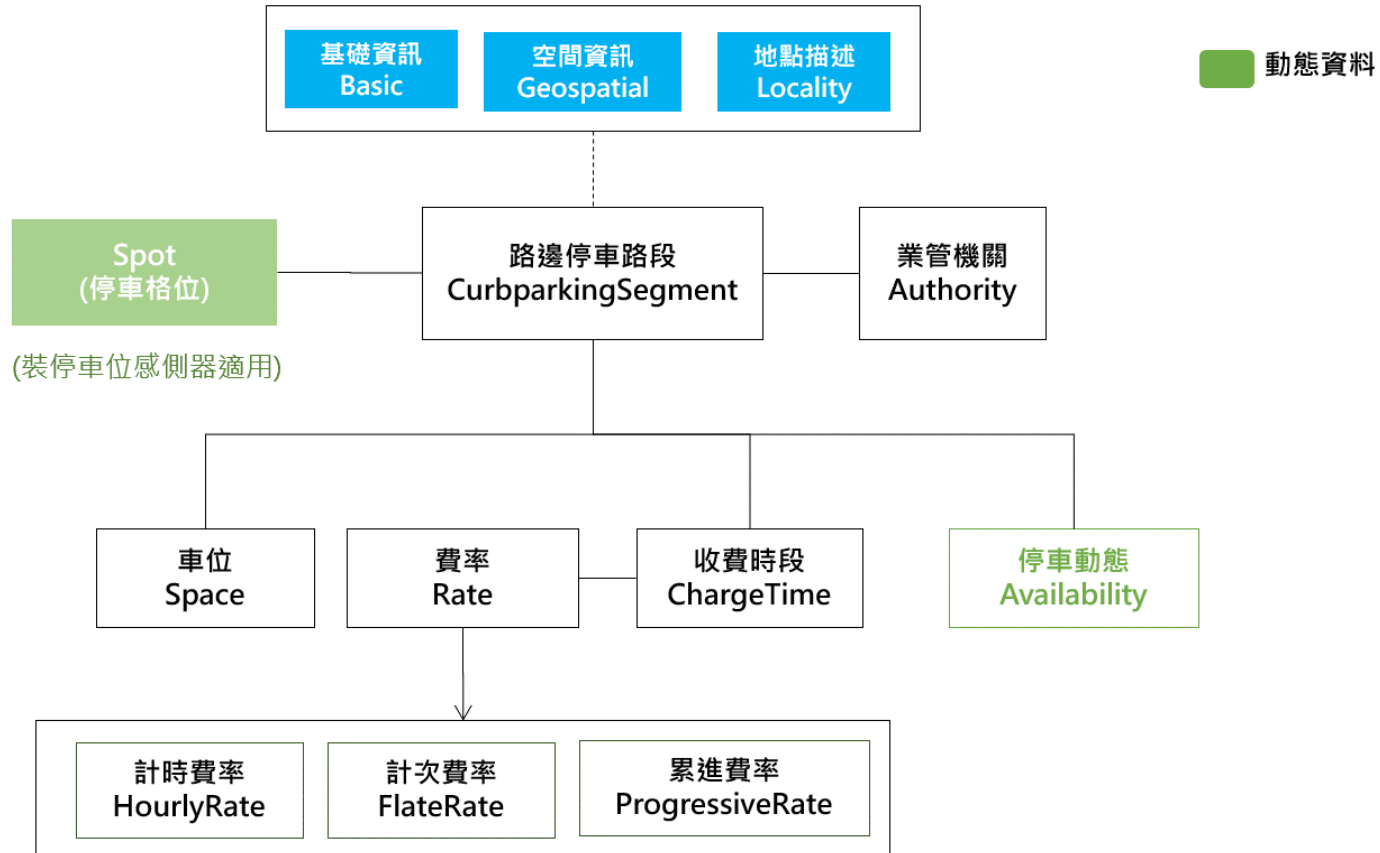 基礎資訊
Basic
空間資訊
Geospatial
地點描述
Locality
動態資料
Spot
(停車格位)
(裝停車位感側器適用)
路邊停車路段
CurbparkingSegment
業管機關
Authority
車位
Space
費率
Rate
收費時段
ChargeTime
停車動態
Availability
計時費率
HourlyRate
計次費率
FlateRate
累進費率
ProgressiveRate